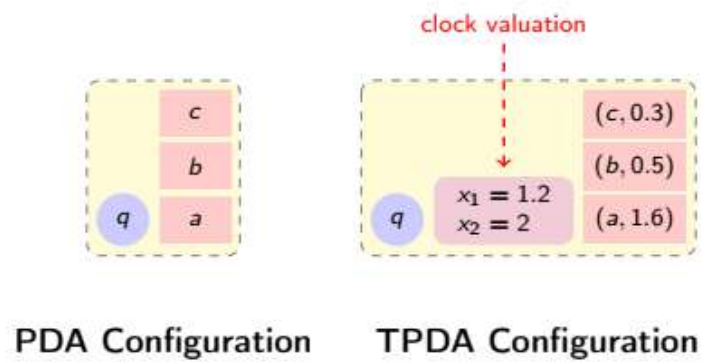 clock valuation
c
b
q
a
(c, 0.3)
(b, 0.5)
q
x₁ = 1.2
x₂ = 2
(a, 1.6)
PDA Configuration
TPDA Configuration